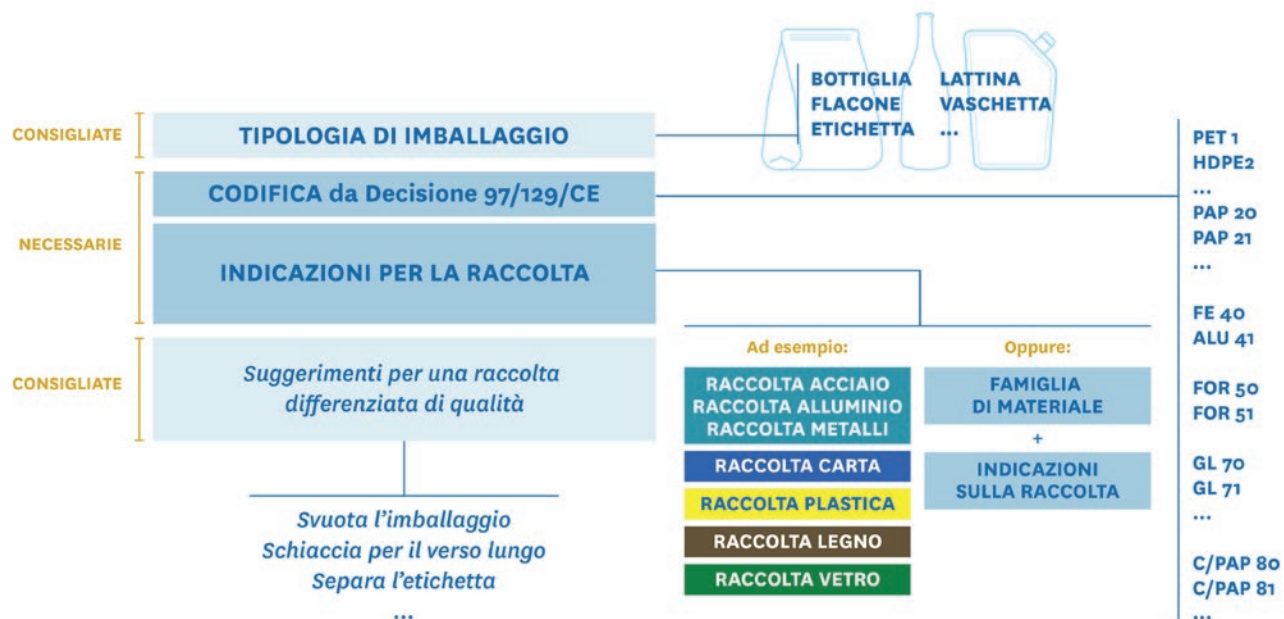 BOTTIGLIA LATTINA
FLACONE VASCHETTA
ETICHETTA ...
CONSIGLIATE
TIPOLOGIA DI IMBALLAGGIO
CODIFICA da Decisione 97/129/CE
NECESSARIE
INDICAZIONI PER LA RACCOLTA
CONSIGLIATE
Suggerimenti per una raccolta
differenziata di qualità
Svuota l'imballaggio
Schiaccia per il verso lungo
Separa l'etichetta
...
Ad esempio:
RACCOLTA ACCIAIO
RACCOLTA ALLUMINIO
RACCOLTA METALLI
RACCOLTA CARTA
RACCOLTA PLASTICA
RACCOLTA LEGNO
RACCOLTA VETRO
Oppure:
FAMIGLIA
DI MATERIALE
+
INDICAZIONI
SULLA RACCOLTA
PET 1
HDPE2
...
PAP 20
PAP 21
...
FE 40
ALU 41
FOR 50
FOR 51
GL 70
GL 71
...
C/PAP 80
C/PAP 81
...